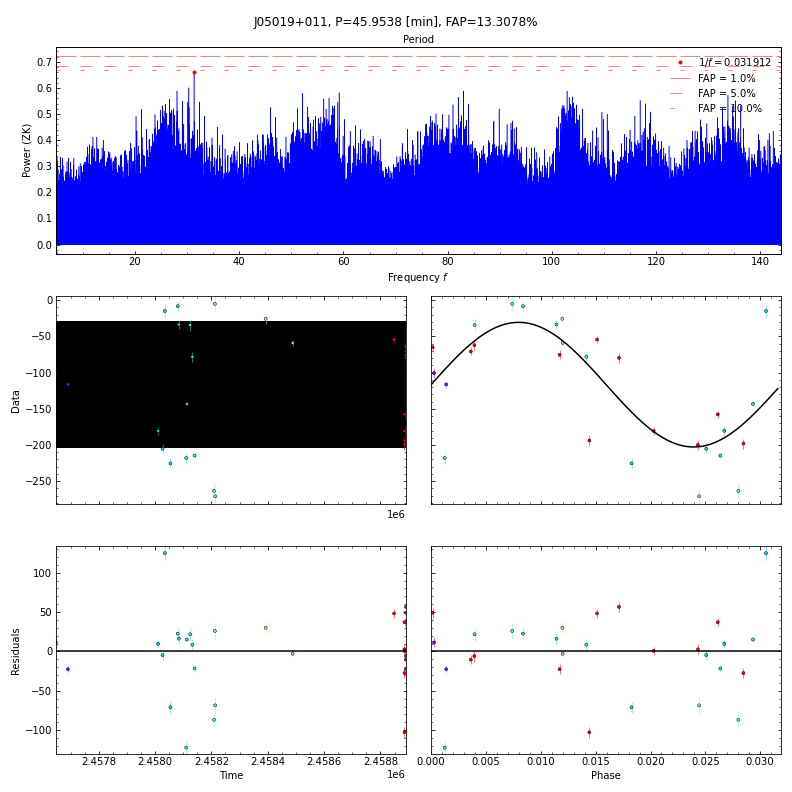 J05019+011, P=45.9538 [min], FAP=13.3078%
Period
0.7
0.6
0.5
0.4
0.3
0.2
0.1
0.0
Power (ZK)
1/f = 0.031912
FAP = 1.0%
FAP = 5.0%
FAP = 10.0%
20 40 60 80 100 120 140
Frequency f
0
−50
−100
−150
−200
−250
Data
1e6
100
50
0
−50
−100
Residuals
2.4578 2.4580 2.4582 2.4584 2.4586 2.4588
1e6
Time
0.000 0.005 0.010 0.015 0.020 0.025 0.030
Phase